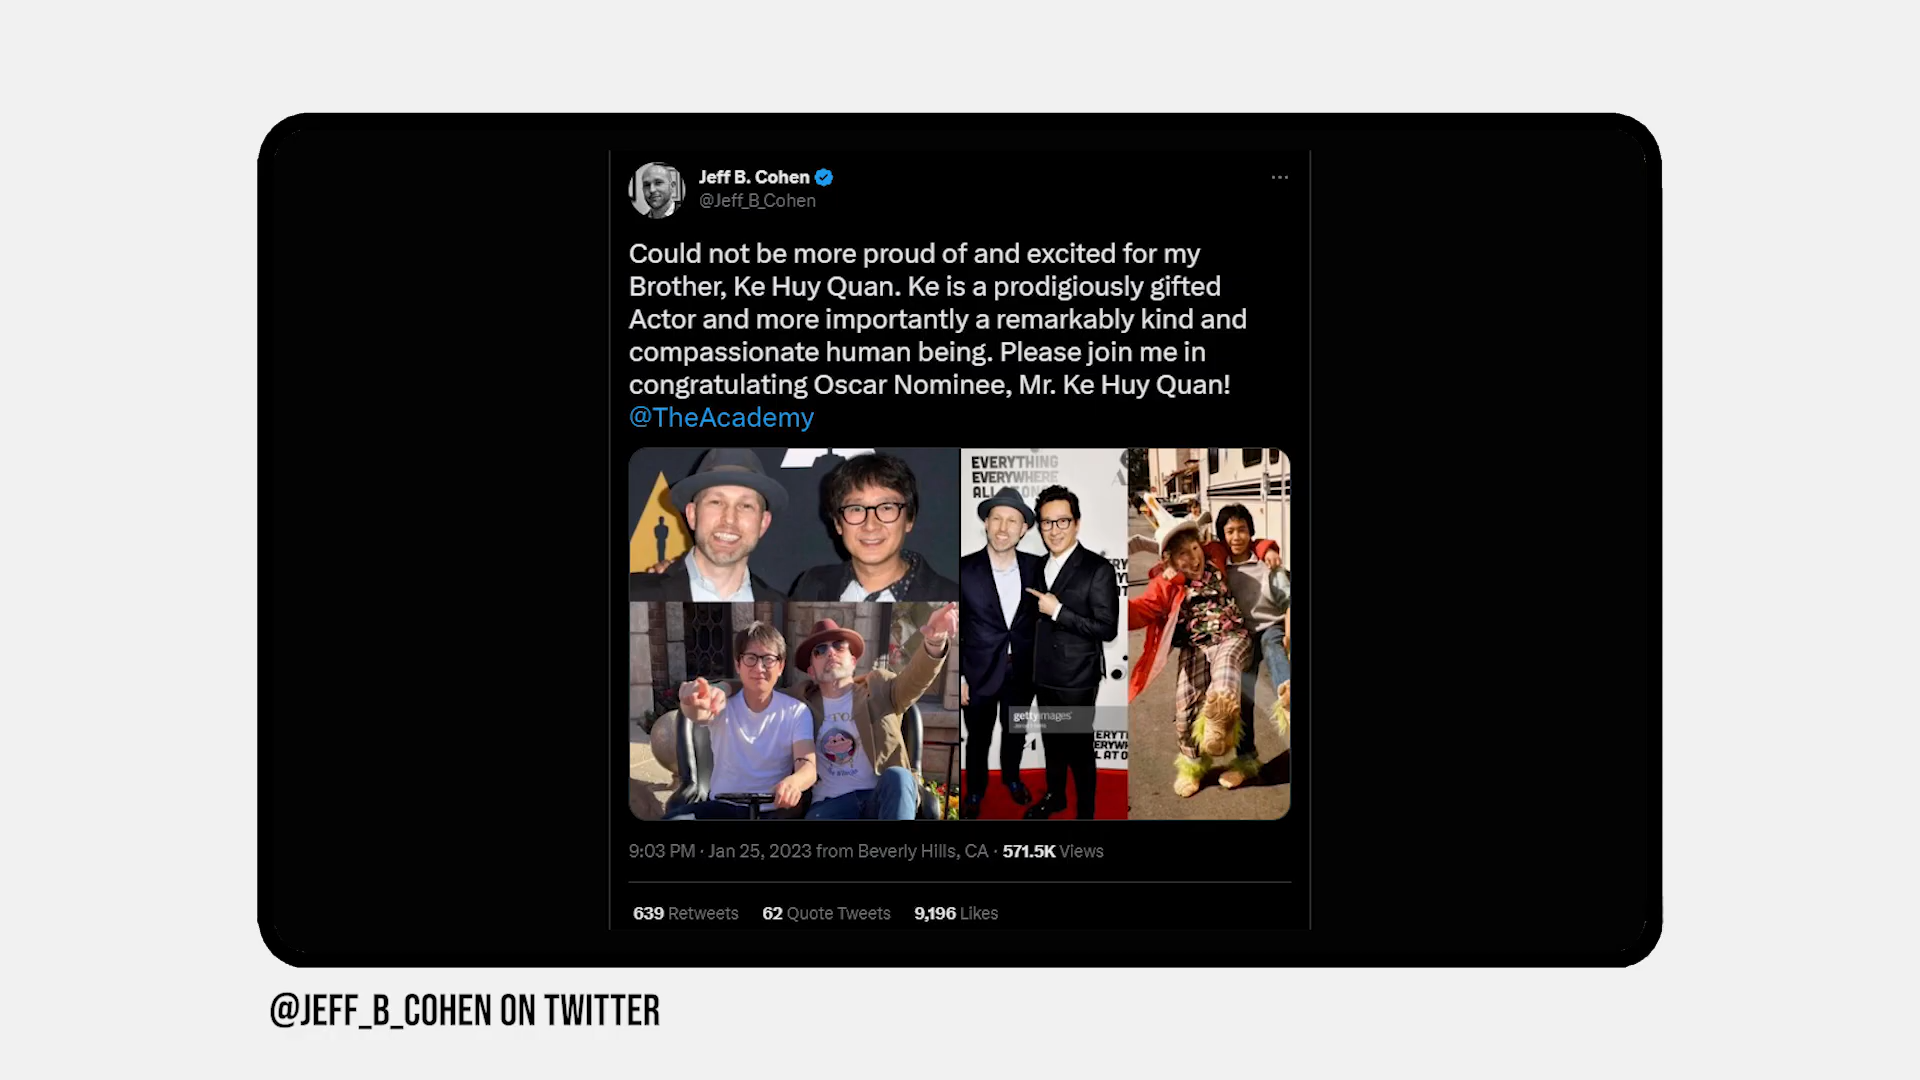 Jeff B. Cohen
@Jeff_B_Cohen
Could not be more proud of and excited for my
Brother, Ke Huy Quan. Ke is a prodigiously gifted
Actor and more importantly a remarkably kind and
compassionate human being. Please join me in
congratulating Oscar Nominee, Mr. Ke Huy Quan!
@TheAcademy
EVERYTHING
EVERYWHERE
ALL AT ON
gettyimages
9:03 PM · Jan 25, 2023 from Beverly Hills, CA · 571.5K Views
639 Retweets 62 Quote Tweets 9,196 Likes
@JEFF_B_COHEN ON TWITTER